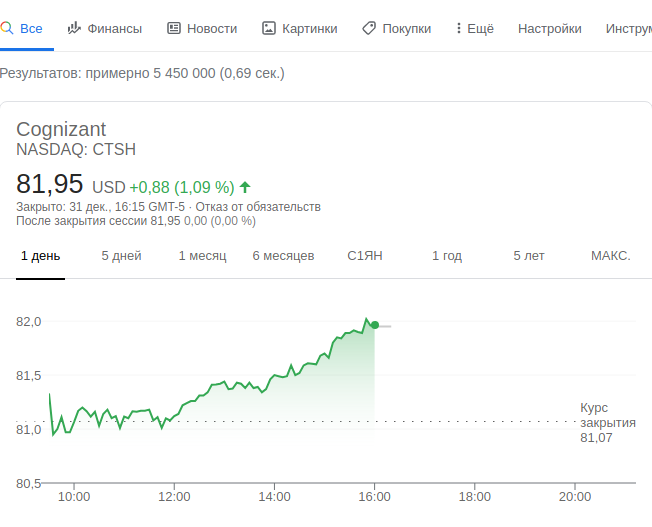 Все Финансы Новости Картинки Покупки Ещё Настройки Инструм
Результатов: примерно 5 450 000 (0,69 сек.)
Cognizant
NASDAQ: CTSH
81,95 USD +0,88 (1,09 %)
Закрыто: 31 дек., 16:15 GMT-5 · Отказ от обязательств
После закрытия сессии 81,95 0,00 (0,00 %)
1 день 5 дней 1 месяц 6 месяцев С1ЯН 1 год 5 лет МАКС.
82,0
81,5
81,0
80,5
Курс
закрытия
81,07
10:00 12:00 14:00 16:00 18:00 20:00